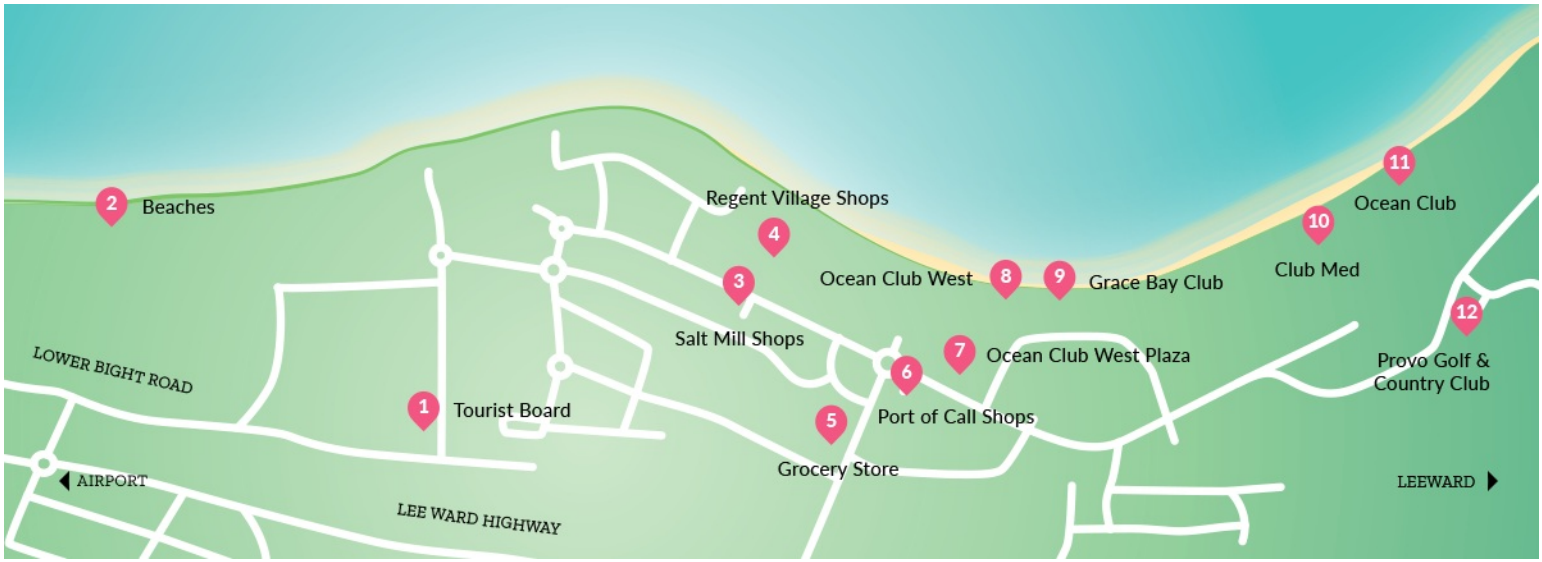 11
Ocean Club
2
Beaches
Regent Village Shops
4
10
Club Med
3
Ocean Club West
8
9
Grace Bay Club
12
Salt Mill Shops
7
Ocean Club West Plaza
LOWER BIGHT ROAD
6
Provo Golf &
Country Club
1
Tourist Board
5
Port of Call Shops
Grocery Store
AIRPORT
LEEWARD
LEE WARD HIGHWAY